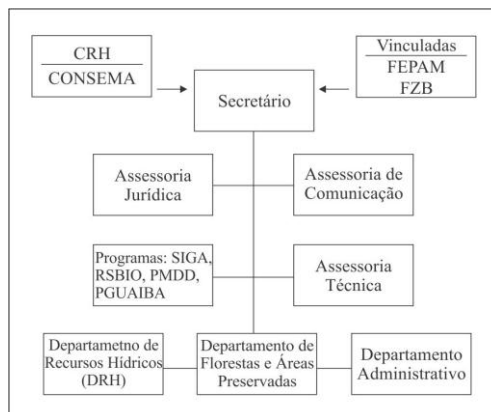 CRH
CONSEMA
Vinculadas
FEPAM
FZB
Secretário
Assessoria
Jurídica
Assessoria de
Comunicação
Programas: SIGA,
RSBIO, PMDD,
PGUAIBA
Assessoria
Técnica
Departametno de
Recursos Hídricos
(DRH)
Departamento de
Florestas e Áreas
Preservadas
Departamento
Administrativo